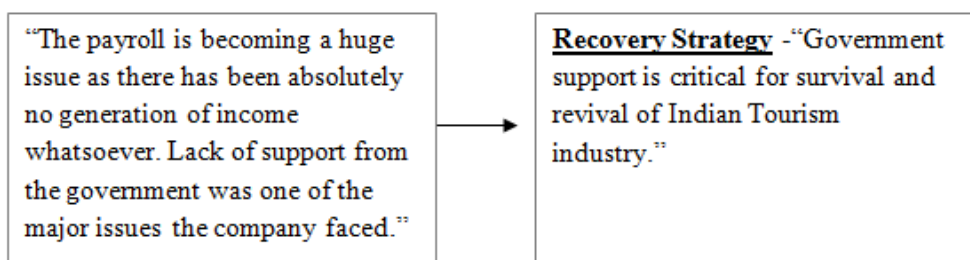 “The payroll is becoming a huge
issue as there has been absolutely
no generation of income
whatsoever. Lack of support from
the government was one of the
major issues the company faced.”
Recovery Strategy -“Government
support is critical for survival and
revival of Indian Tourism
industry.”